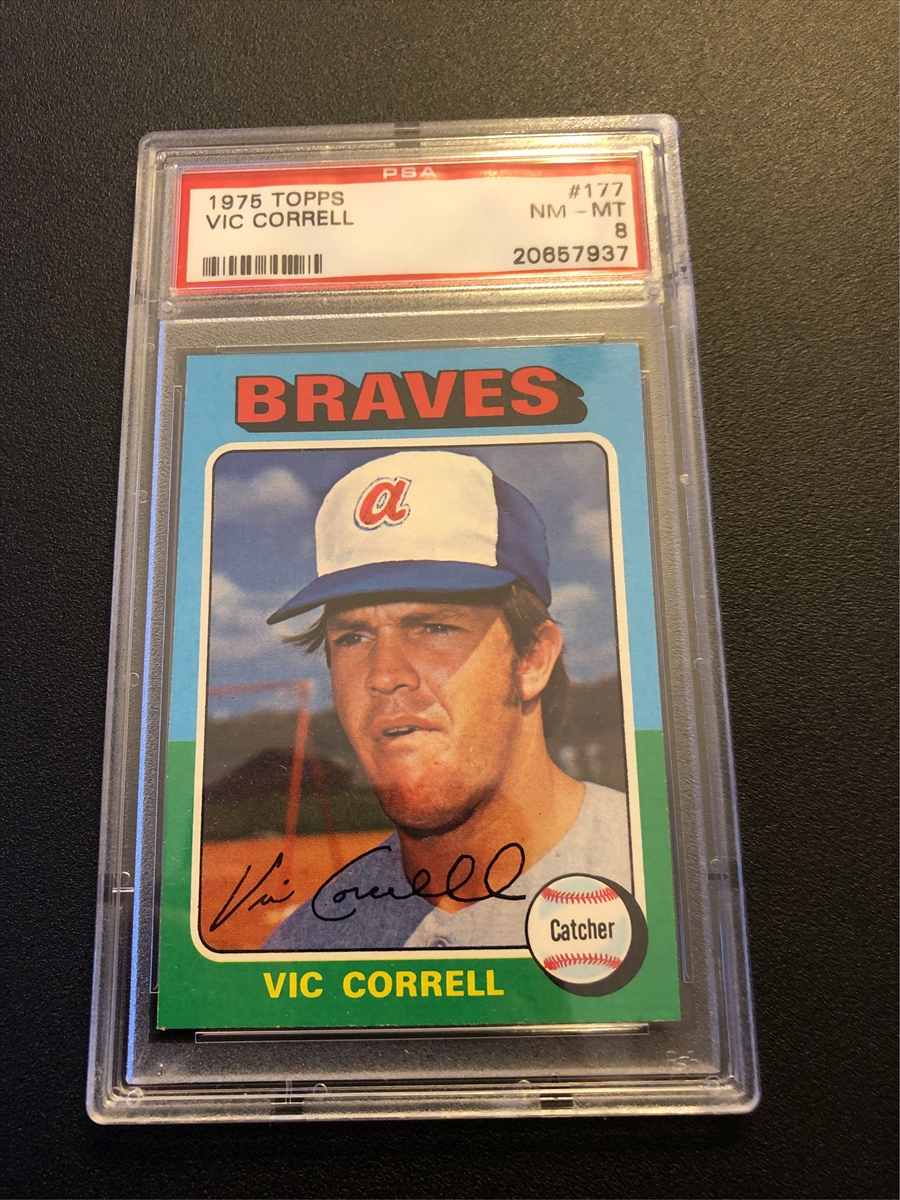 PSA
1975 TOPPS #177
VIC CORRELL NM - MT
8
20657937
BRAVES
a
Vic Correll
Catcher
VIC CORRELL